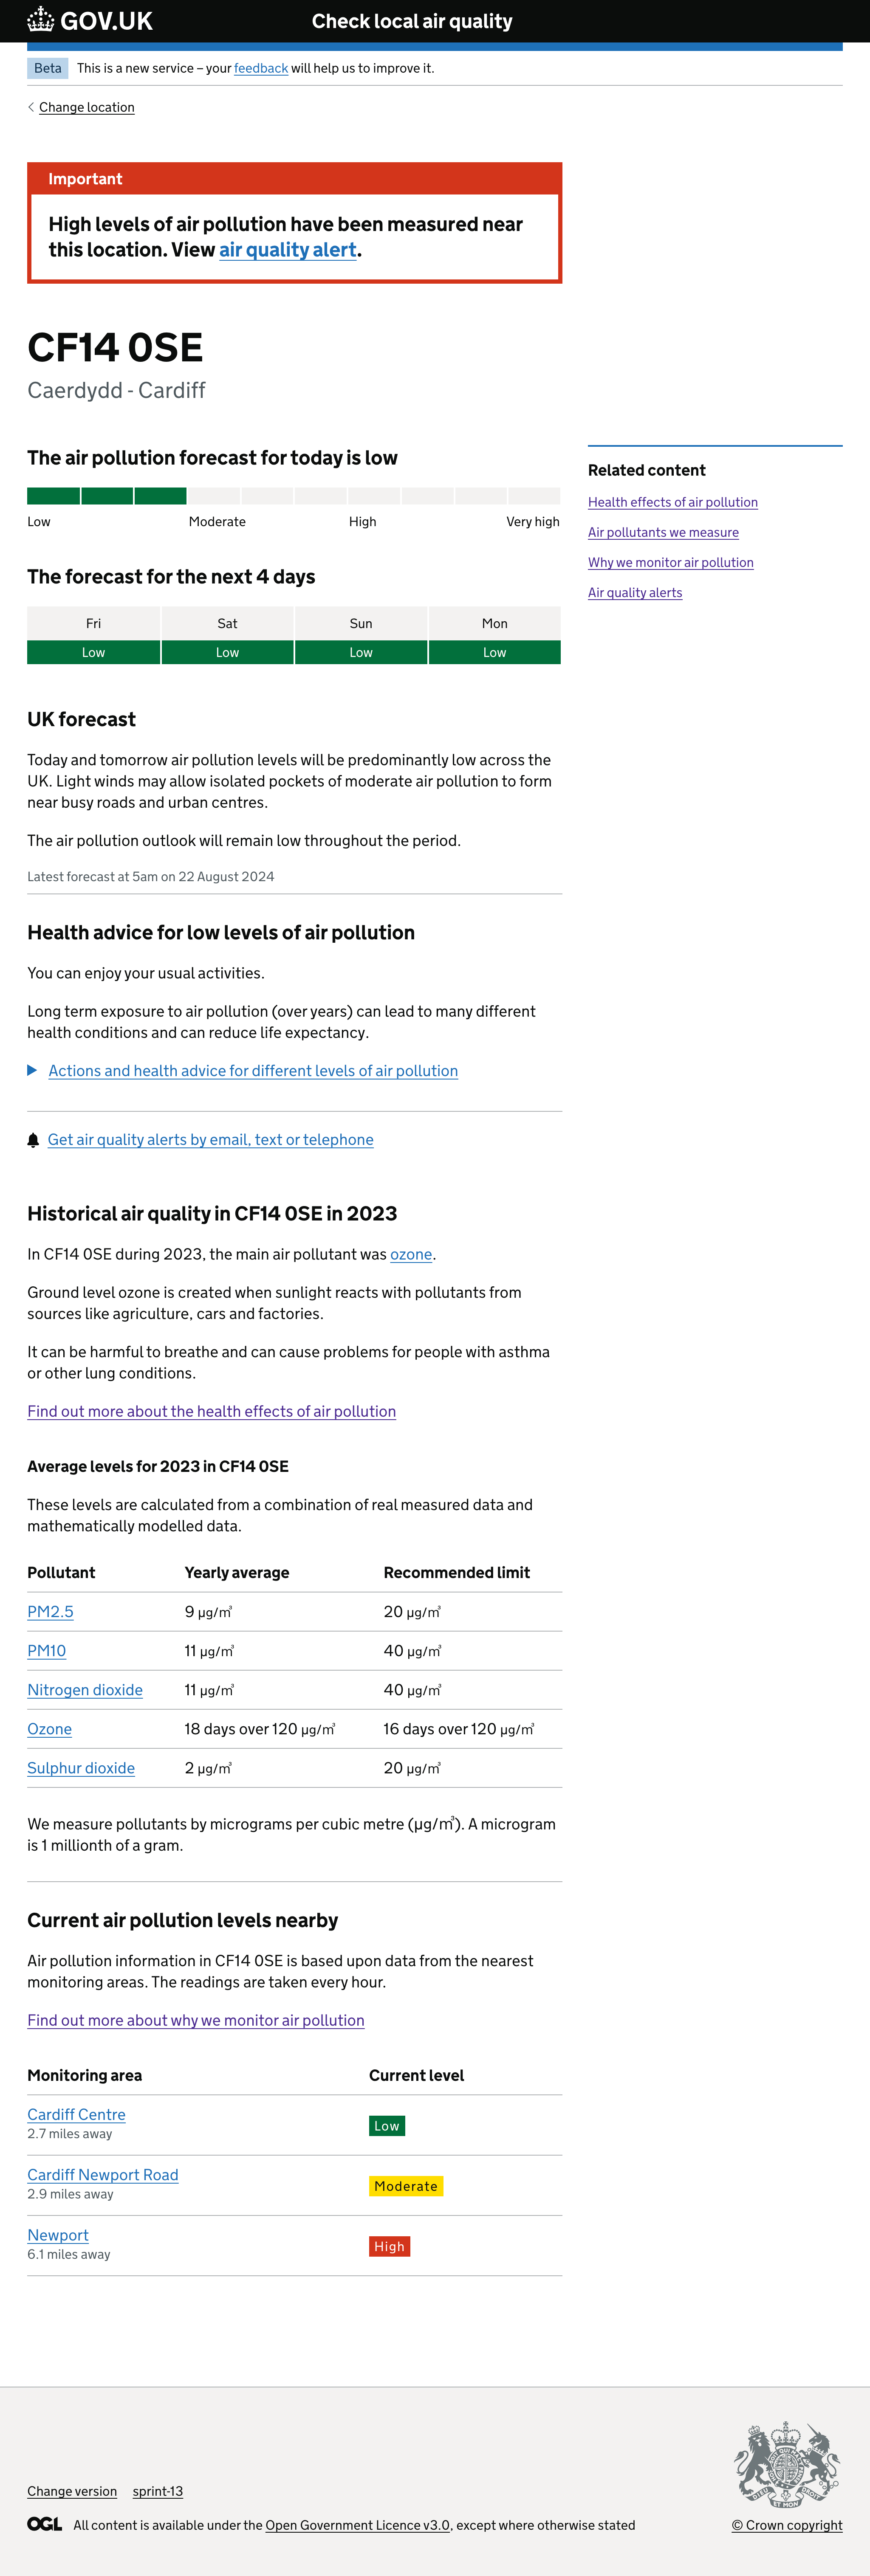 GOV.UK
Check local air quality
Beta This is a new service – your feedback will help us to improve it.
Change location
Important
High levels of air pollution have been measured near
this location. View air quality alert.
CF14 0SE
Caerdydd - Cardiff
The air pollution forecast for today is low
Low Moderate High Very high
The forecast for the next 4 days
Fri Sat Sun Mon
Low Low Low Low
Related content
Health effects of air pollution
Air pollutants we measure
Why we monitor air pollution
Air quality alerts
UK forecast
Today and tomorrow air pollution levels will be predominantly low across the
UK. Light winds may allow isolated pockets of moderate air pollution to form
near busy roads and urban centres.
The air pollution outlook will remain low throughout the period.
Latest forecast at 5am on 22 August 2024
Health advice for low levels of air pollution
You can enjoy your usual activities.
Long term exposure to air pollution (over years) can lead to many different
health conditions and can reduce life expectancy.
Actions and health advice for different levels of air pollution
Get air quality alerts by email, text or telephone
Historical air quality in CF14 0SE in 2023
In CF14 0SE during 2023, the main air pollutant was ozone.
Ground level ozone is created when sunlight reacts with pollutants from
sources like agriculture, cars and factories.
It can be harmful to breathe and can cause problems for people with asthma
or other lung conditions.
Find out more about the health effects of air pollution
Average levels for 2023 in CF14 0SE
These levels are calculated from a combination of real measured data and
mathematically modelled data.
Pollutant Yearly average Recommended limit
PM2.5 9 µg/m³ 20 µg/m³
PM10 11 µg/m³ 40 µg/m³
Nitrogen dioxide 11 µg/m³ 40 µg/m³
Ozone 18 days over 120 µg/m³ 16 days over 120 µg/m³
Sulphur dioxide 2 µg/m³ 20 µg/m³
We measure pollutants by micrograms per cubic metre (µg/m³). A microgram
is 1 millionth of a gram.
Current air pollution levels nearby
Air pollution information in CF14 0SE is based upon data from the nearest
monitoring areas. The readings are taken every hour.
Find out more about why we monitor air pollution
Monitoring area Current level
Cardiff Centre
2.7 miles away
Low
Cardiff Newport Road
2.9 miles away
Moderate
Newport
6.1 miles away
High
Change version sprint-13
DIEU ET MON DROIT
OGL All content is available under the Open Government Licence v3.0, except where otherwise stated
© Crown copyright